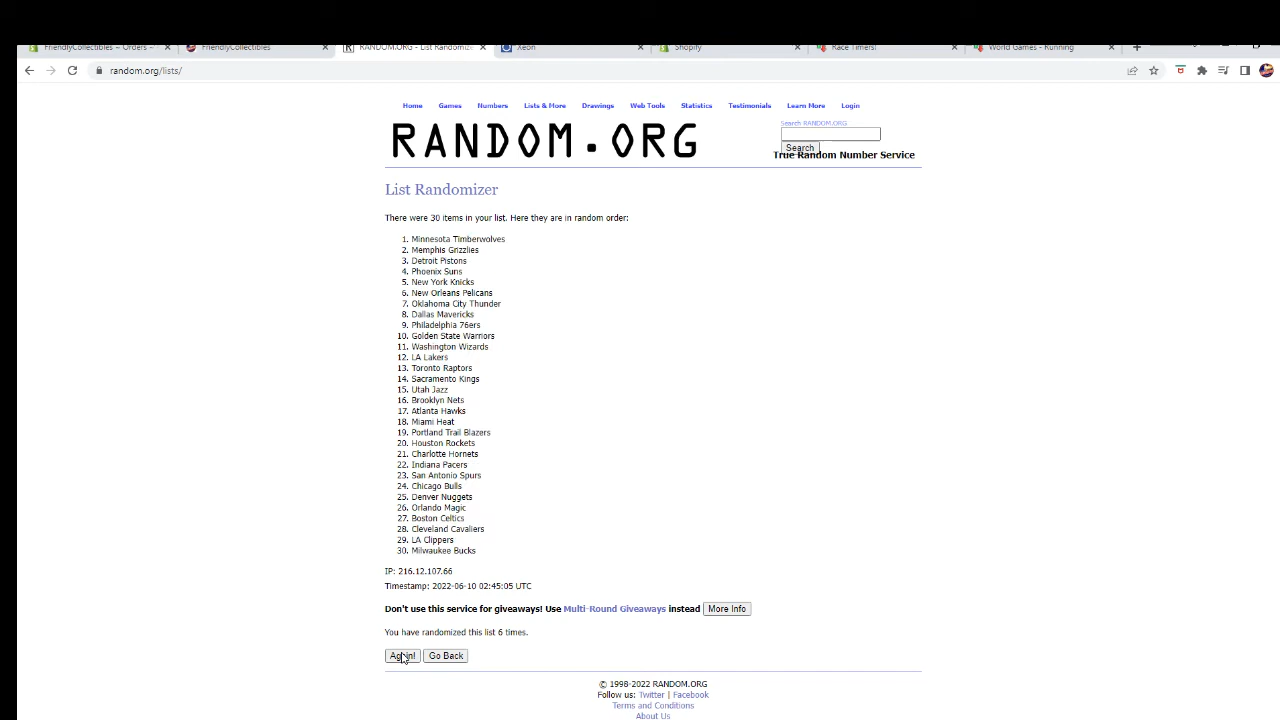 FriendlyCollectibles ~ Orders ~
FriendlyCollectibles
RANDOM.ORG - List Randomizer
Xeon
Shopify
Race Timers!
World Games - Running
random.org/lists/
Home Games Numbers Lists & More Drawings Web Tools Statistics Testimonials Learn More Login
RANDOM.ORG
Search RANDOM.ORG
Search
True Random Number Service
List Randomizer
There were 30 items in your list. Here they are in random order:
1. Minnesota Timberwolves
2. Memphis Grizzlies
3. Detroit Pistons
4. Phoenix Suns
5. New York Knicks
6. New Orleans Pelicans
7. Oklahoma City Thunder
8. Dallas Mavericks
9. Philadelphia 76ers
10. Golden State Warriors
11. Washington Wizards
12. LA Lakers
13. Toronto Raptors
14. Sacramento Kings
15. Utah Jazz
16. Brooklyn Nets
17. Atlanta Hawks
18. Miami Heat
19. Portland Trail Blazers
20. Houston Rockets
21. Charlotte Hornets
22. Indiana Pacers
23. San Antonio Spurs
24. Chicago Bulls
25. Denver Nuggets
26. Orlando Magic
27. Boston Celtics
28. Cleveland Cavaliers
29. LA Clippers
30. Milwaukee Bucks
IP: 216.12.107.66
Timestamp: 2022-06-10 02:45:05 UTC
Don't use this service for giveaways! Use Multi-Round Giveaways instead More Info
You have randomized this list 6 times.
Again! Go Back
© 1998-2022 RANDOM.ORG
Follow us: Twitter | Facebook
Terms and Conditions
About Us